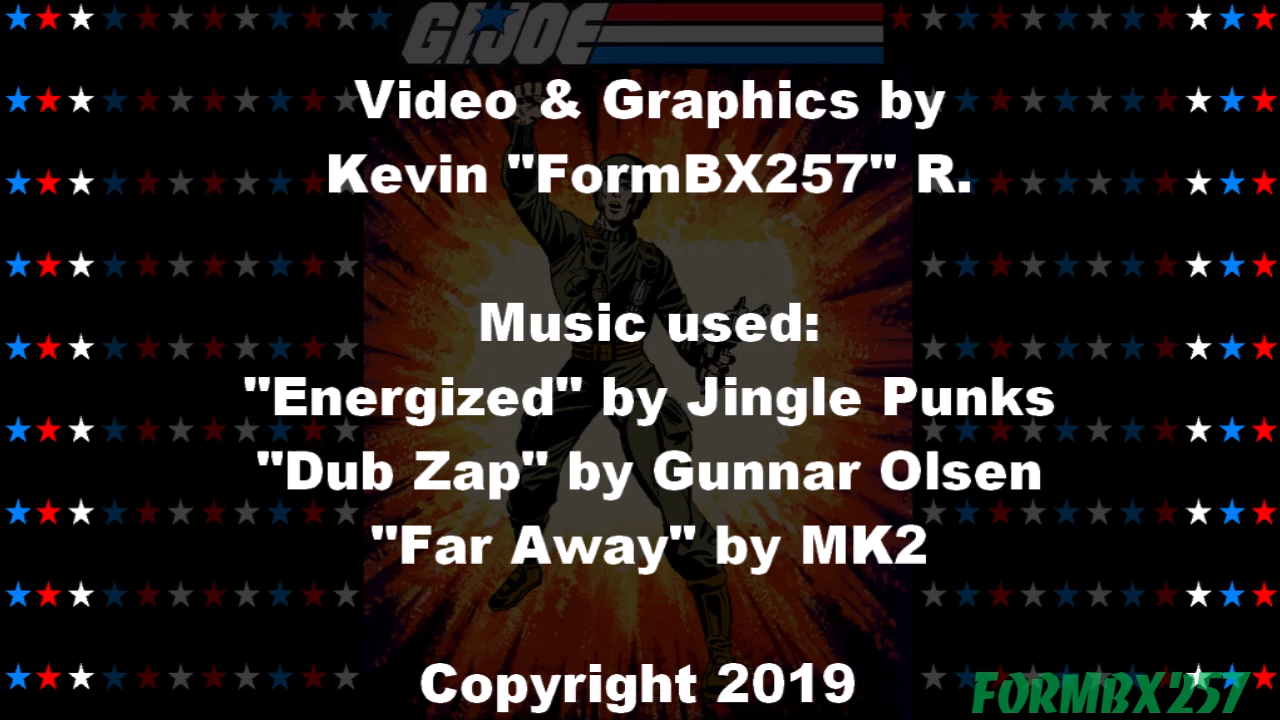 G.I. JOE
Video & Graphics by
Kevin "FormBX257" R.
Music used:
"Energized" by Jingle Punks
"Dub Zap" by Gunnar Olsen
"Far Away" by MK2
Copyright 2019
FORMBX257